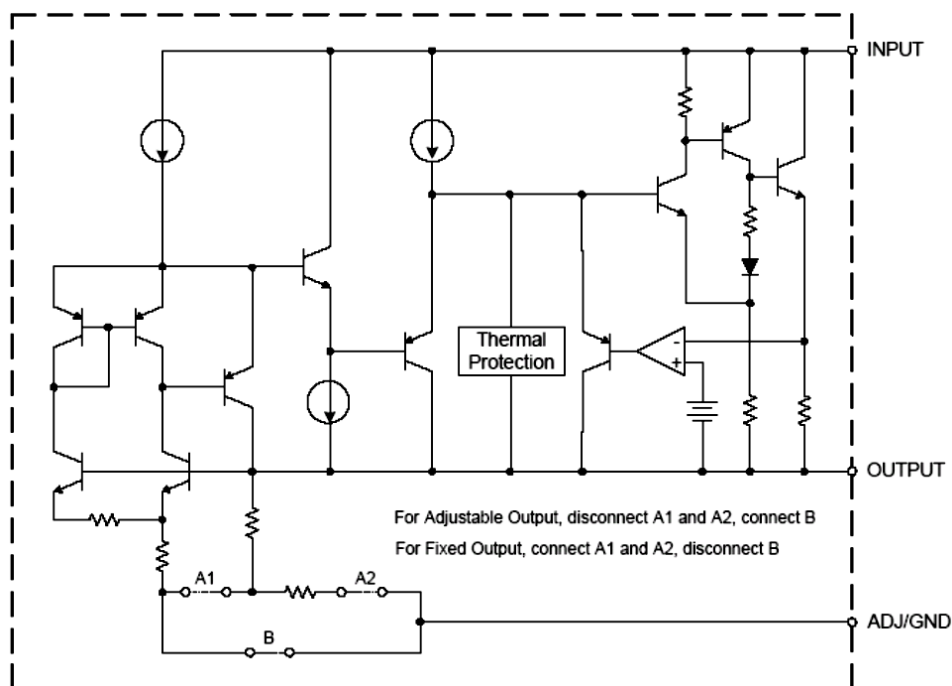 INPUT
Thermal
Protection
-
+
OUTPUT
For Adjustable Output, disconnect A1 and A2, connect B
For Fixed Output, connect A1 and A2, disconnect B
A1
A2
ADJ/GND
B